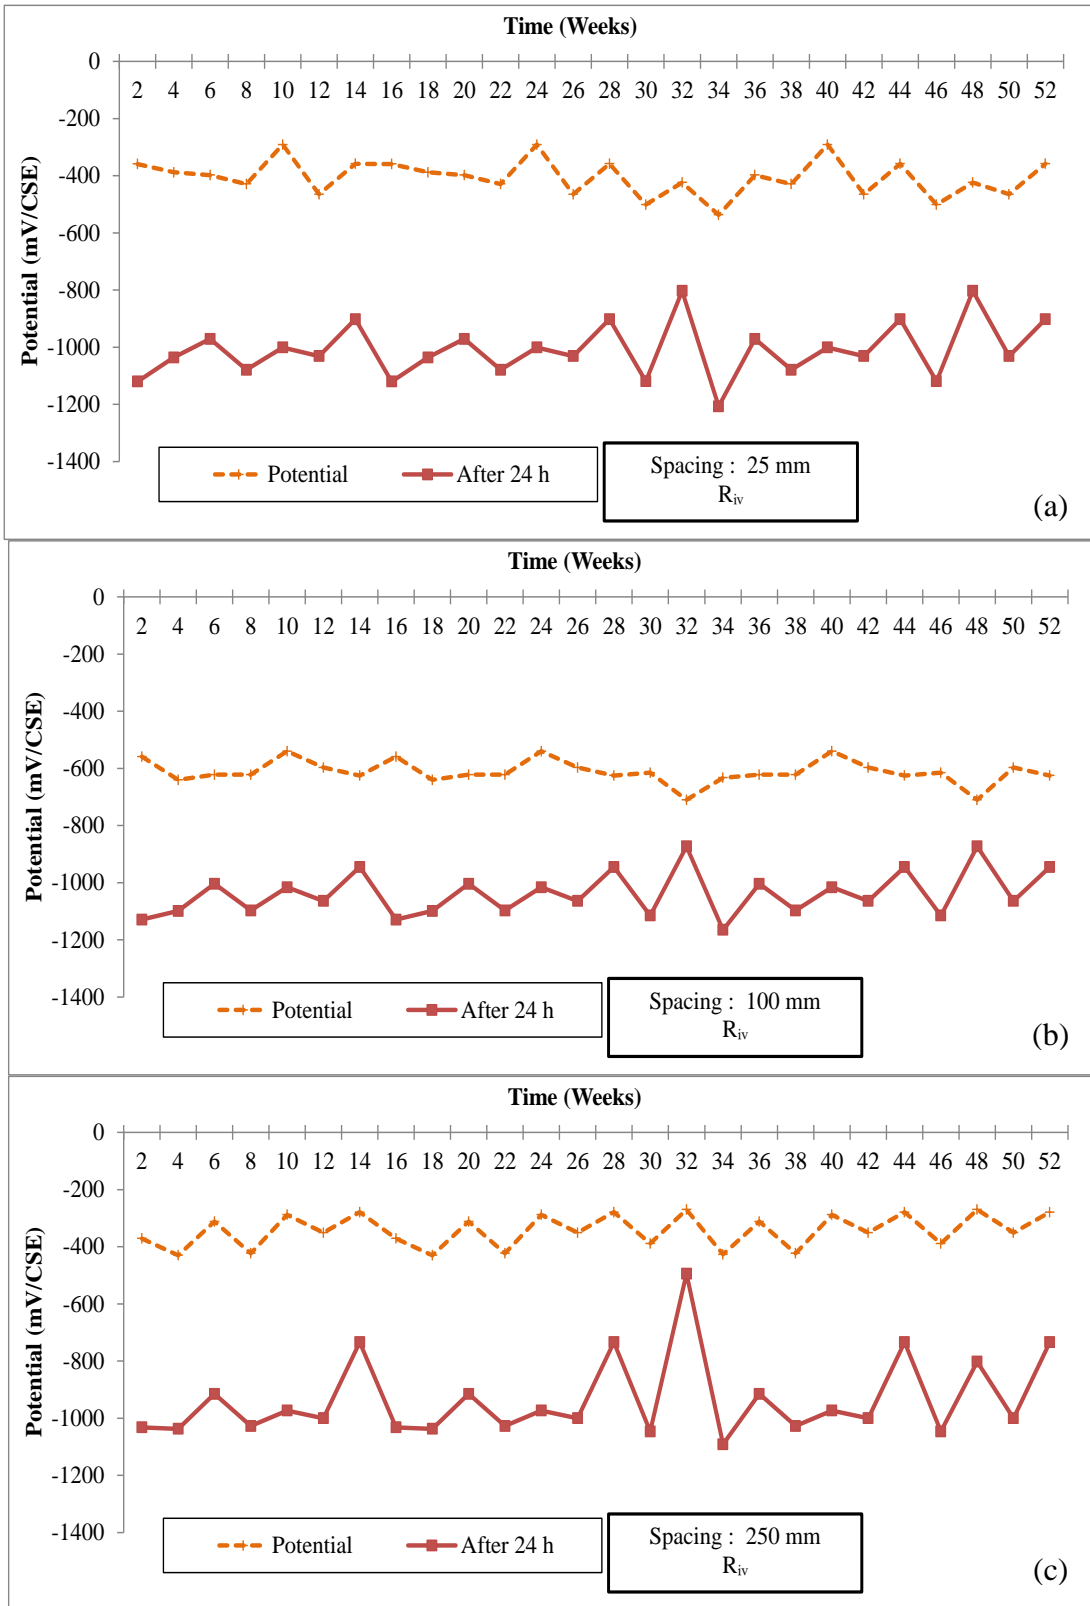 Time (Weeks)
0
2 4 6 8 10 12 14 16 18 20 22 24 26 28 30 32 34 36 38 40 42 44 46 48 50 52
-200
-400
-600
-800
-1000
-1200
-1400
Potential (mV/CSE)
Potential After 24 h
Spacing : 25 mm
Riv
(a)
Time (Weeks)
0
2 4 6 8 10 12 14 16 18 20 22 24 26 28 30 32 34 36 38 40 42 44 46 48 50 52
-200
-400
-600
-800
-1000
-1200
-1400
Potential (mV/CSE)
Potential After 24 h
Spacing : 100 mm
Riv
(b)
Time (Weeks)
0
2 4 6 8 10 12 14 16 18 20 22 24 26 28 30 32 34 36 38 40 42 44 46 48 50 52
-200
-400
-600
-800
-1000
-1200
-1400
Potential (mV/CSE)
Potential After 24 h
Spacing : 250 mm
Riv
(c)